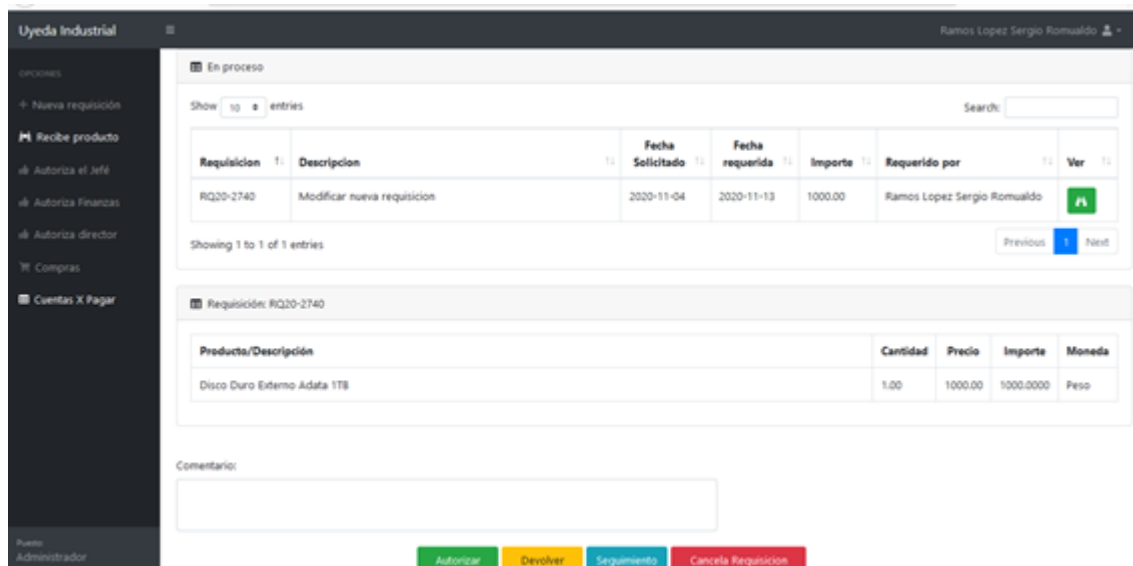 Uyeda Industrial
Ramos Lopez Sergio Romualdo
OPCIONES
+ Nueva requisición
Recibe producto
Autoriza el Jefé
Autoriza Finanzas
Autoriza director
Compras
Cuentas X Pagar
Puesto:
Administrador
En proceso
Show 10 entries
Search:
Requisicion Descripcion Fecha Solicitado Fecha requerida Importe Requerido por Ver
RQ20-2740 Modificar nueva requisicion 2020-11-04 2020-11-13 1000.00 Ramos Lopez Sergio Romualdo
Showing 1 to 1 of 1 entries
Previous 1 Next
Requisición: RQ20-2740
Producto/Descripción Cantidad Precio Importe Moneda
Disco Duro Externo Adata 1TB 1.00 1000.00 1000.0000 Peso
Comentario:
Autorizar Devolver Seguimiento Cancela Requisicion